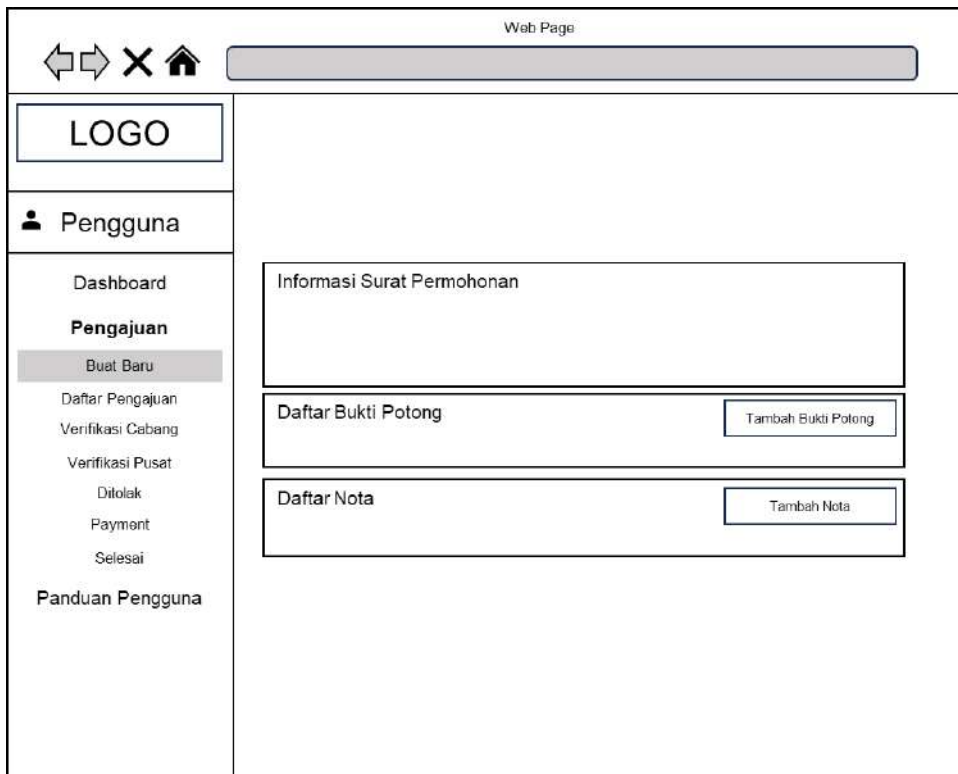 Web Page
LOGO
Pengguna
Dashboard
Pengajuan
Buat Baru
Daftar Pengajuan
Verifikasi Cabang
Verifikasi Pusat
Ditolak
Payment
Selesai
Panduan Pengguna
Informasi Surat Permohonan
Daftar Bukti Potong
Tambah Bukti Potong
Daftar Nota
Tambah Nota